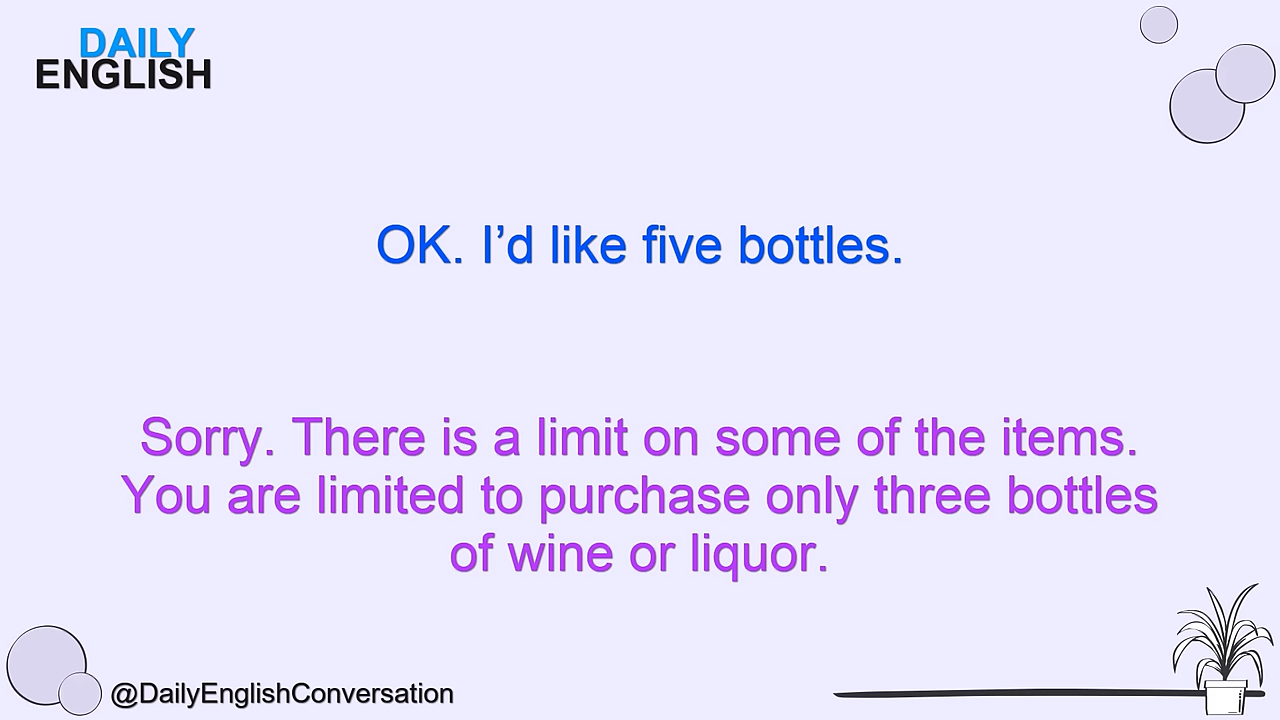 DAILY
ENGLISH
OK. I’d like five bottles.
Sorry. There is a limit on some of the items.
You are limited to purchase only three bottles
of wine or liquor.
@DailyEnglishConversation